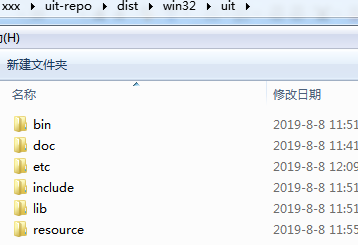 xxx ▸ uit-repo ▸ dist ▸ win32 ▸ uit ▸
(H)
新建文件夹
名称 修改日期
bin 2019-8-8 11:51
doc 2019-8-8 11:41
etc 2019-8-8 12:09
include 2019-8-8 11:51
lib 2019-8-8 11:51
resource 2019-8-8 11:55